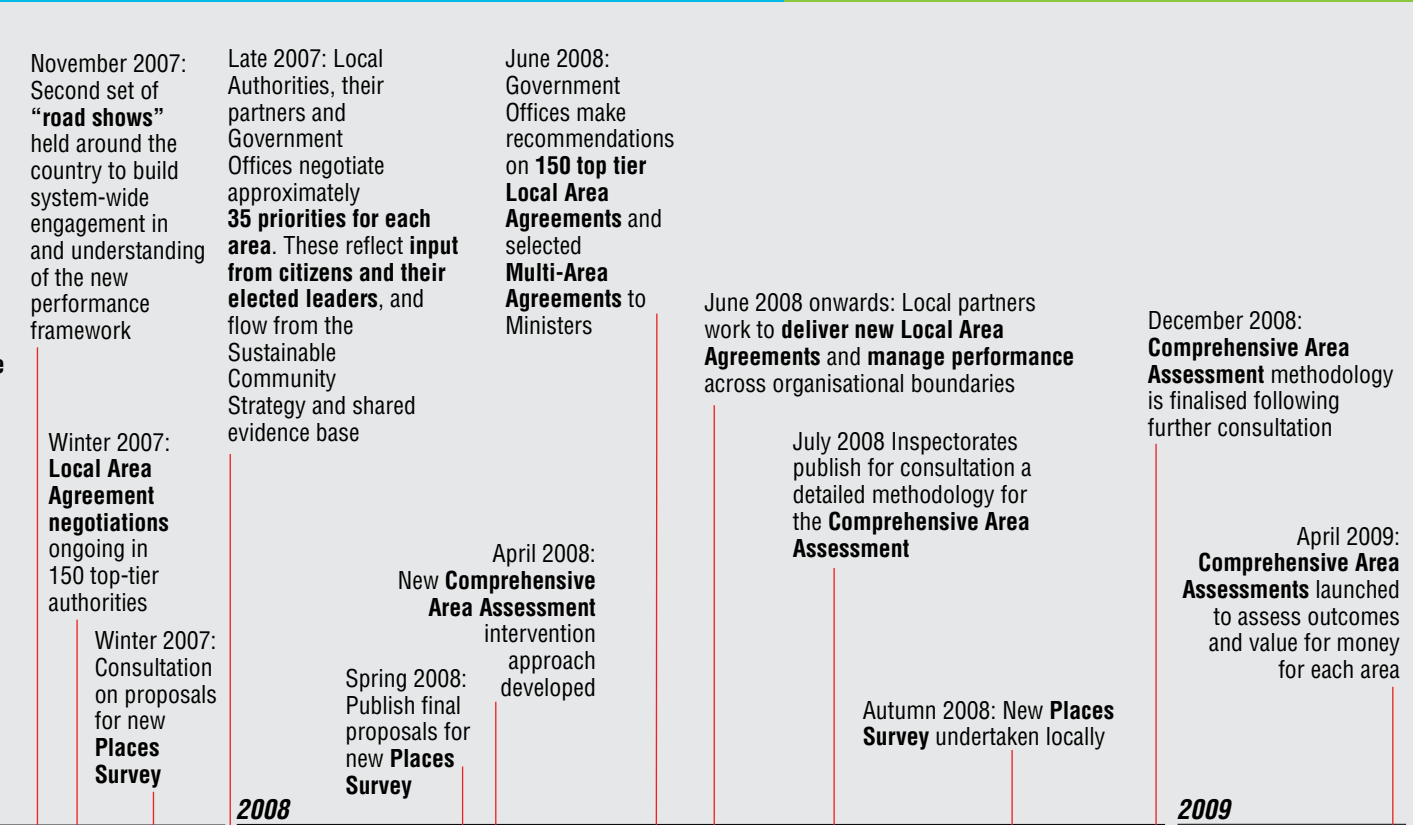 November 2007:
Second set of
“road shows”
held around the
country to build
system-wide
engagement in
and understanding
of the new
performance
framework
Winter 2007:
Local Area
Agreement
negotiations
ongoing in
150 top-tier
authorities
Winter 2007:
Consultation
on proposals
for new
Places
Survey
Late 2007: Local
Authorities, their
partners and
Government
Offices negotiate
approximately
35 priorities for each
area. These reflect input
from citizens and their
elected leaders, and
flow from the
Sustainable
Community
Strategy and shared
evidence base
2008
Spring 2008:
Publish final
proposals for
new Places
Survey
April 2008:
New Comprehensive
Area Assessment
intervention
approach
developed
June 2008:
Government
Offices make
recommendations
on 150 top tier
Local Area
Agreements and
selected
Multi-Area
Agreements to
Ministers
June 2008 onwards: Local partners
work to deliver new Local Area
Agreements and manage performance
across organisational boundaries
July 2008 Inspectorates
publish for consultation a
detailed methodology for
the Comprehensive Area
Assessment
Autumn 2008: New Places
Survey undertaken locally
December 2008:
Comprehensive Area
Assessment methodology
is finalised following
further consultation
2009
April 2009:
Comprehensive Area
Assessments launched
to assess outcomes
and value for money
for each area